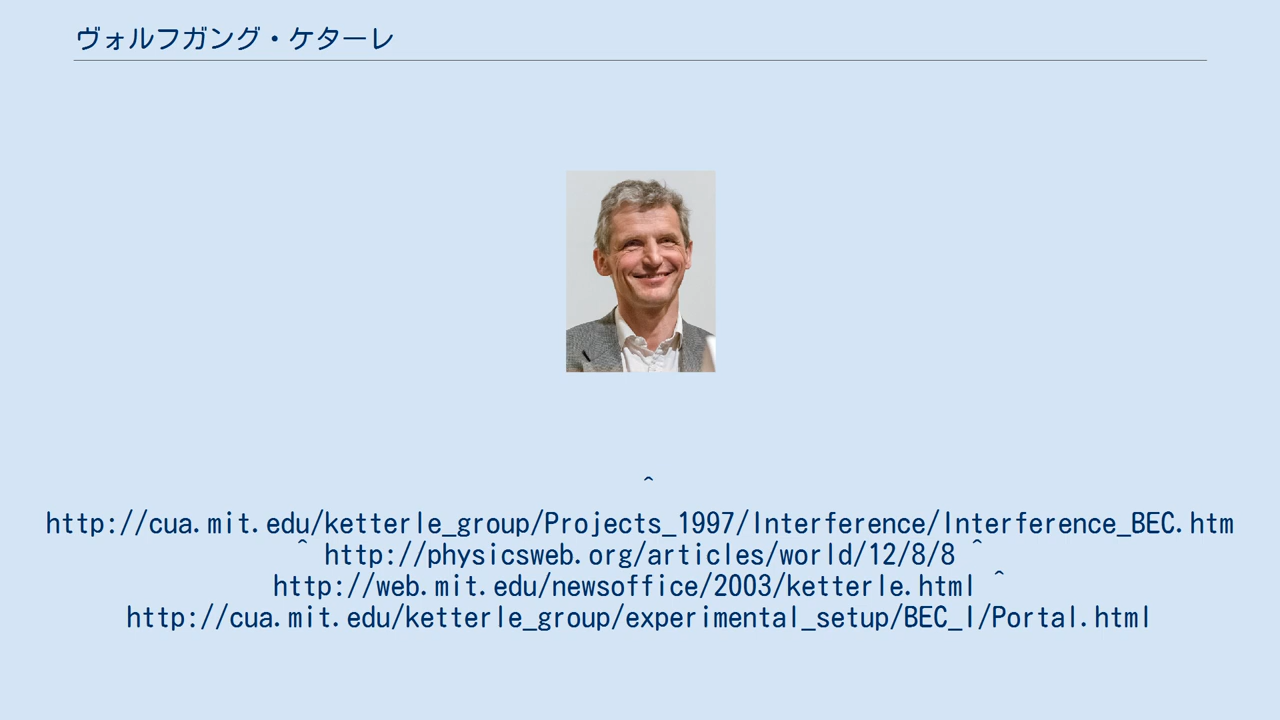 ヴォルフガング・ケターレ
^
http://cua.mit.edu/ketterle_group/Projects_1997/Interference/Interference_BEC.htm
^ http://physicsweb.org/articles/world/12/8/8 ^
http://web.mit.edu/newsoffice/2003/ketterle.html ^
http://cua.mit.edu/ketterle_group/experimental_setup/BEC_I/Portal.html